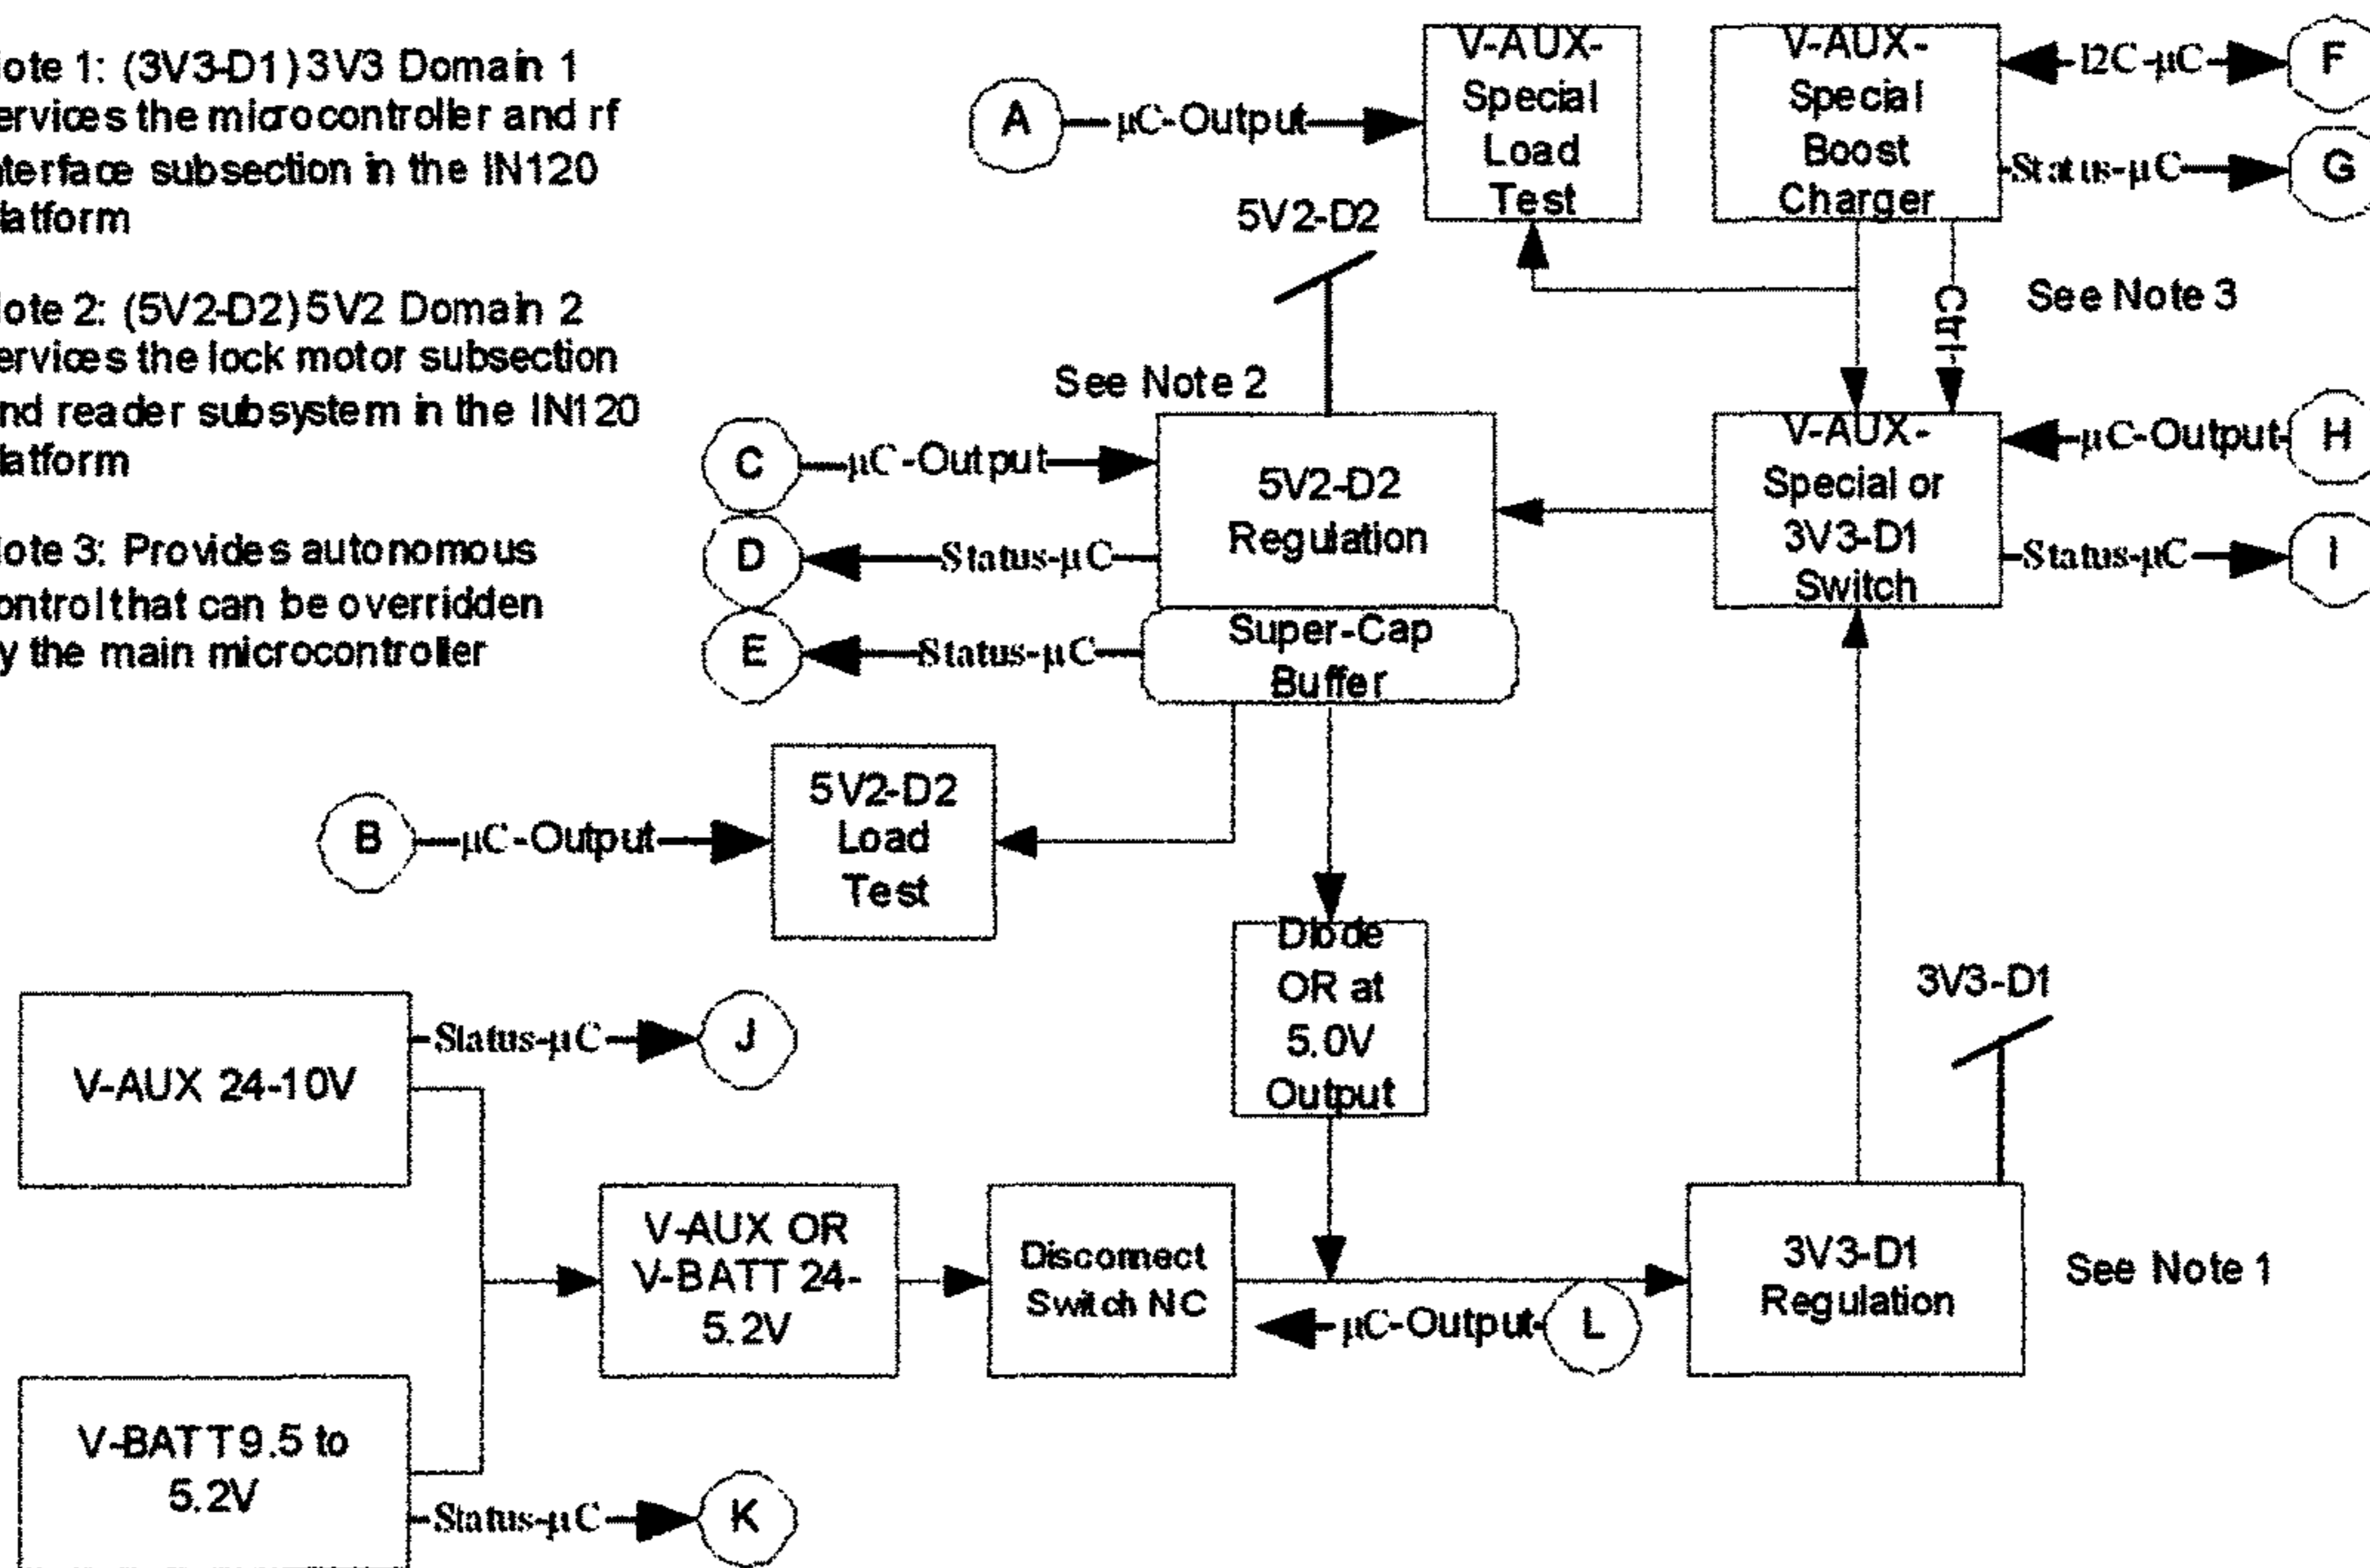 ote 1: (3V3-D1) 3V3 Domain 1
ervices the microcontroller and rf
nterface subsection in the IN120
latform
ote 2: (5V2-D2) 5V2 Domain 2
ervices the lock motor subsection
nd reader subsystem in the IN120
latform
ote 3: Provides autonomous
ontrol that can be overridden
y the main microcontroller
A
μC-Output
V-AUX-
Special
Load
Test
V-AUX-
Special
Boost
Charger
I2C-μC
F
Status-μC
G
5V2-D2
Ctrl
See Note 3
See Note 2
C
μC-Output
D
Status-μC
E
Status-μC
5V2-D2
Regulation
Super-Cap
Buffer
V-AUX-
Special or
3V3-D1
Switch
μC-Output
H
Status-μC
I
B
μC-Output
5V2-D2
Load
Test
Diode
OR at
5.0V
Output
V-AUX 24-10V
Status-μC
J
3V3-D1
V-AUX OR
V-BATT 24-
5.2V
Disconnect
Switch NC
μC-Output
L
3V3-D1
Regulation
See Note 1
V-BATT 9.5 to
5.2V
Status-μC
K